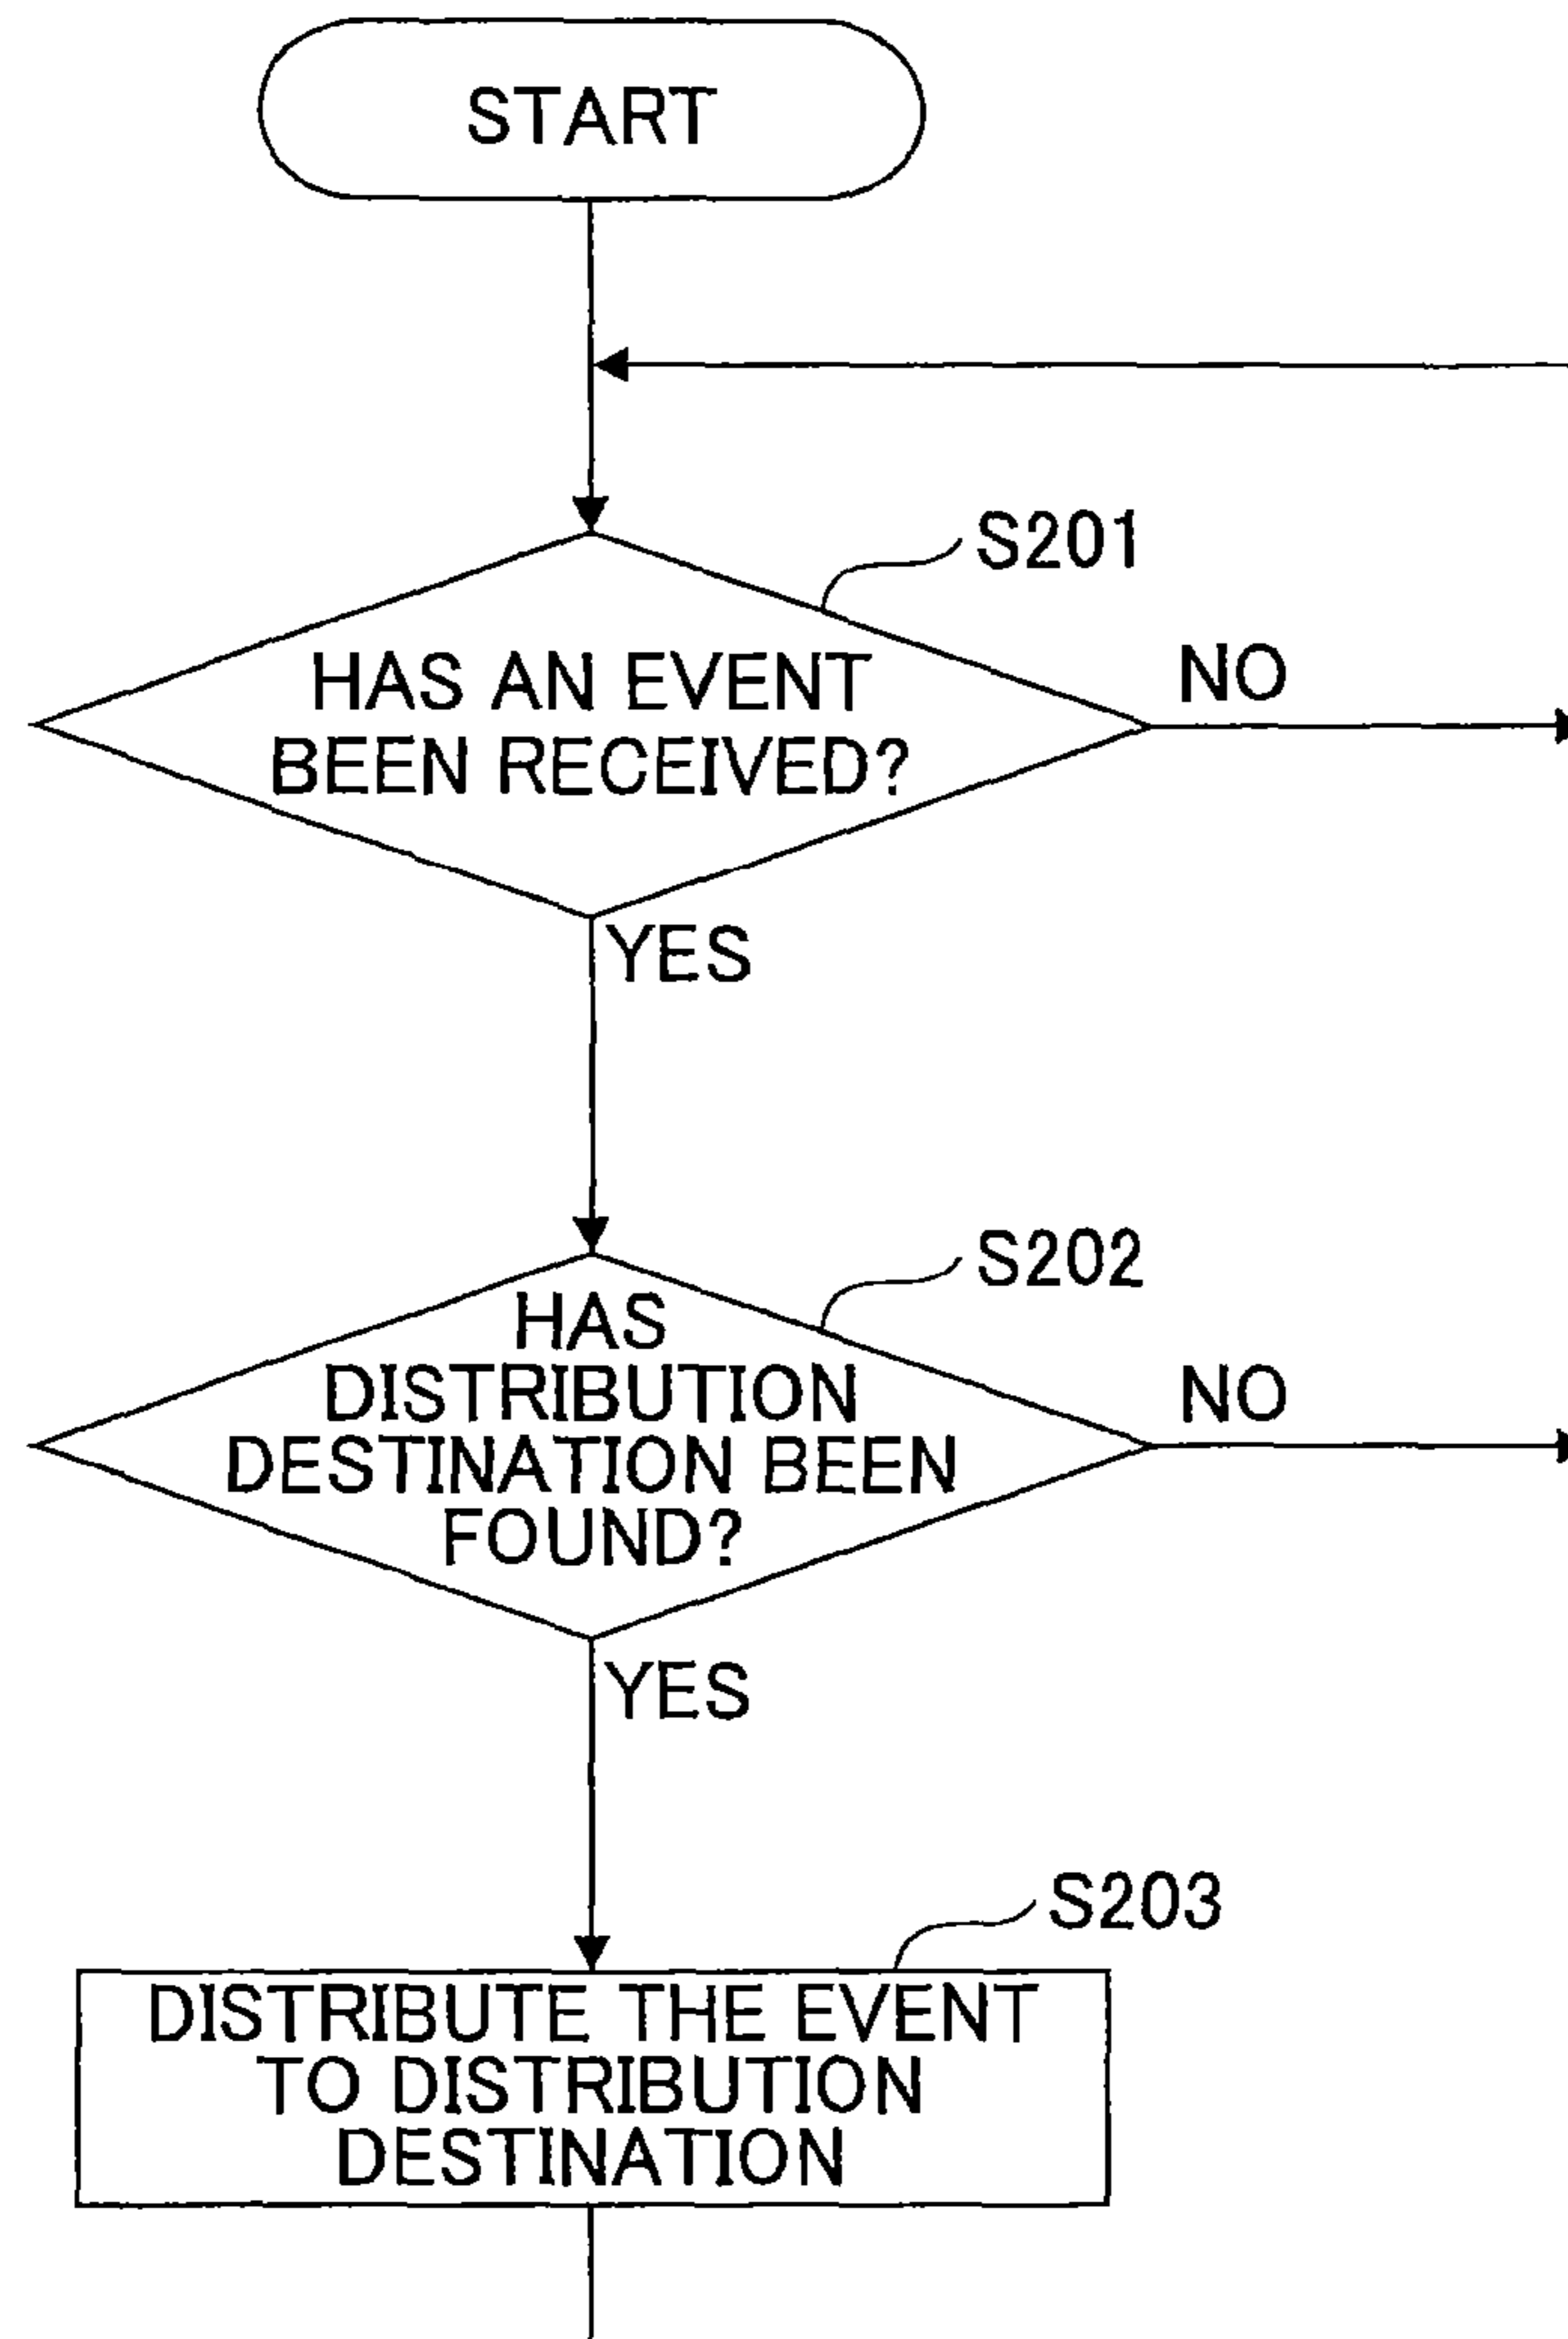 START
S201
HAS AN EVENT
BEEN RECEIVED?
NO
YES
S202
HAS
DISTRIBUTION
DESTINATION BEEN
FOUND?
NO
YES
S203
DISTRIBUTE THE EVENT
TO DISTRIBUTION
DESTINATION